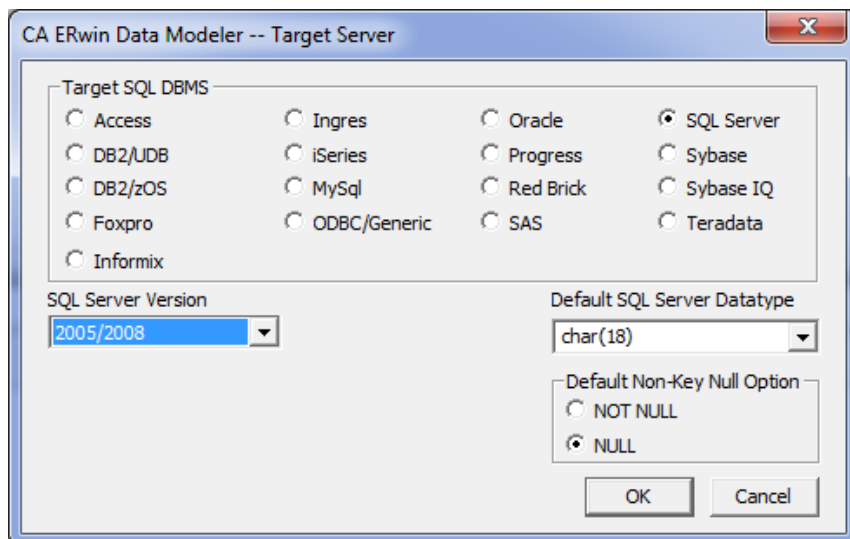 CA ERwin Data Modeler -- Target Server
Target SQL DBMS
Access Ingres Oracle SQL Server
DB2/UDB iSeries Progress Sybase
DB2/zOS MySql Red Brick Sybase IQ
Foxpro ODBC/Generic SAS Teradata
Informix
SQL Server Version Default SQL Server Datatype
2005/2008 char(18)
Default Non-Key Null Option
NOT NULL
NULL
OK Cancel